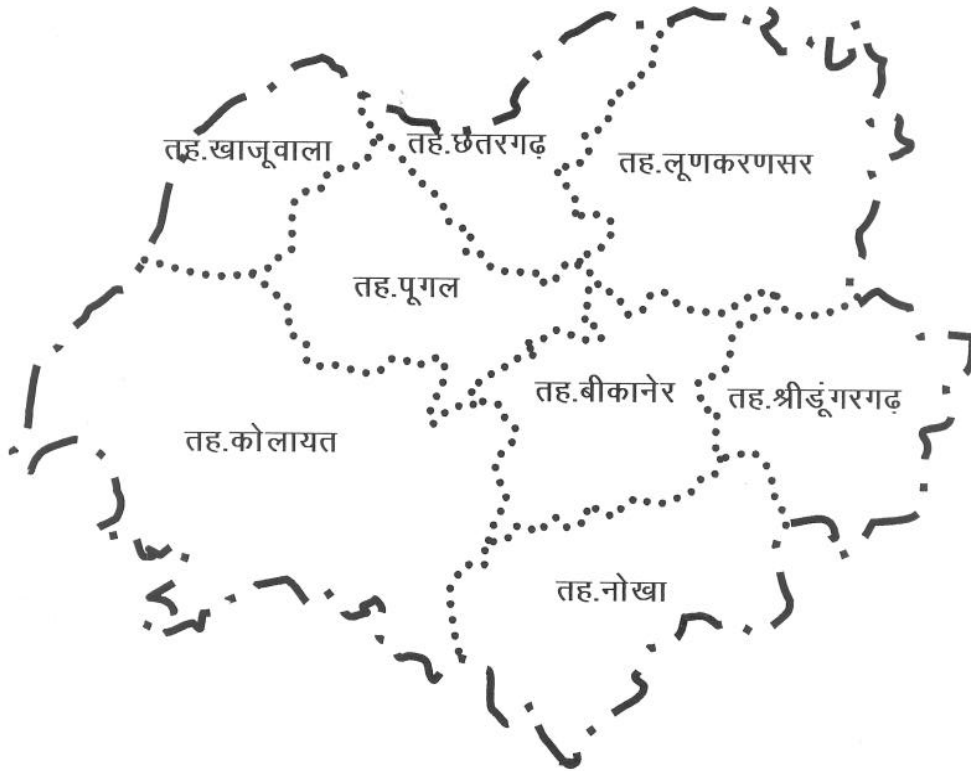 तह.खाजूवाला
तह.छतरगढ़
तह.लूणकरणसर
तह.पूगल
तह.बीकानेर
तह.श्रीडूंगरगढ़
तह.कोलायत
तह.नोखा